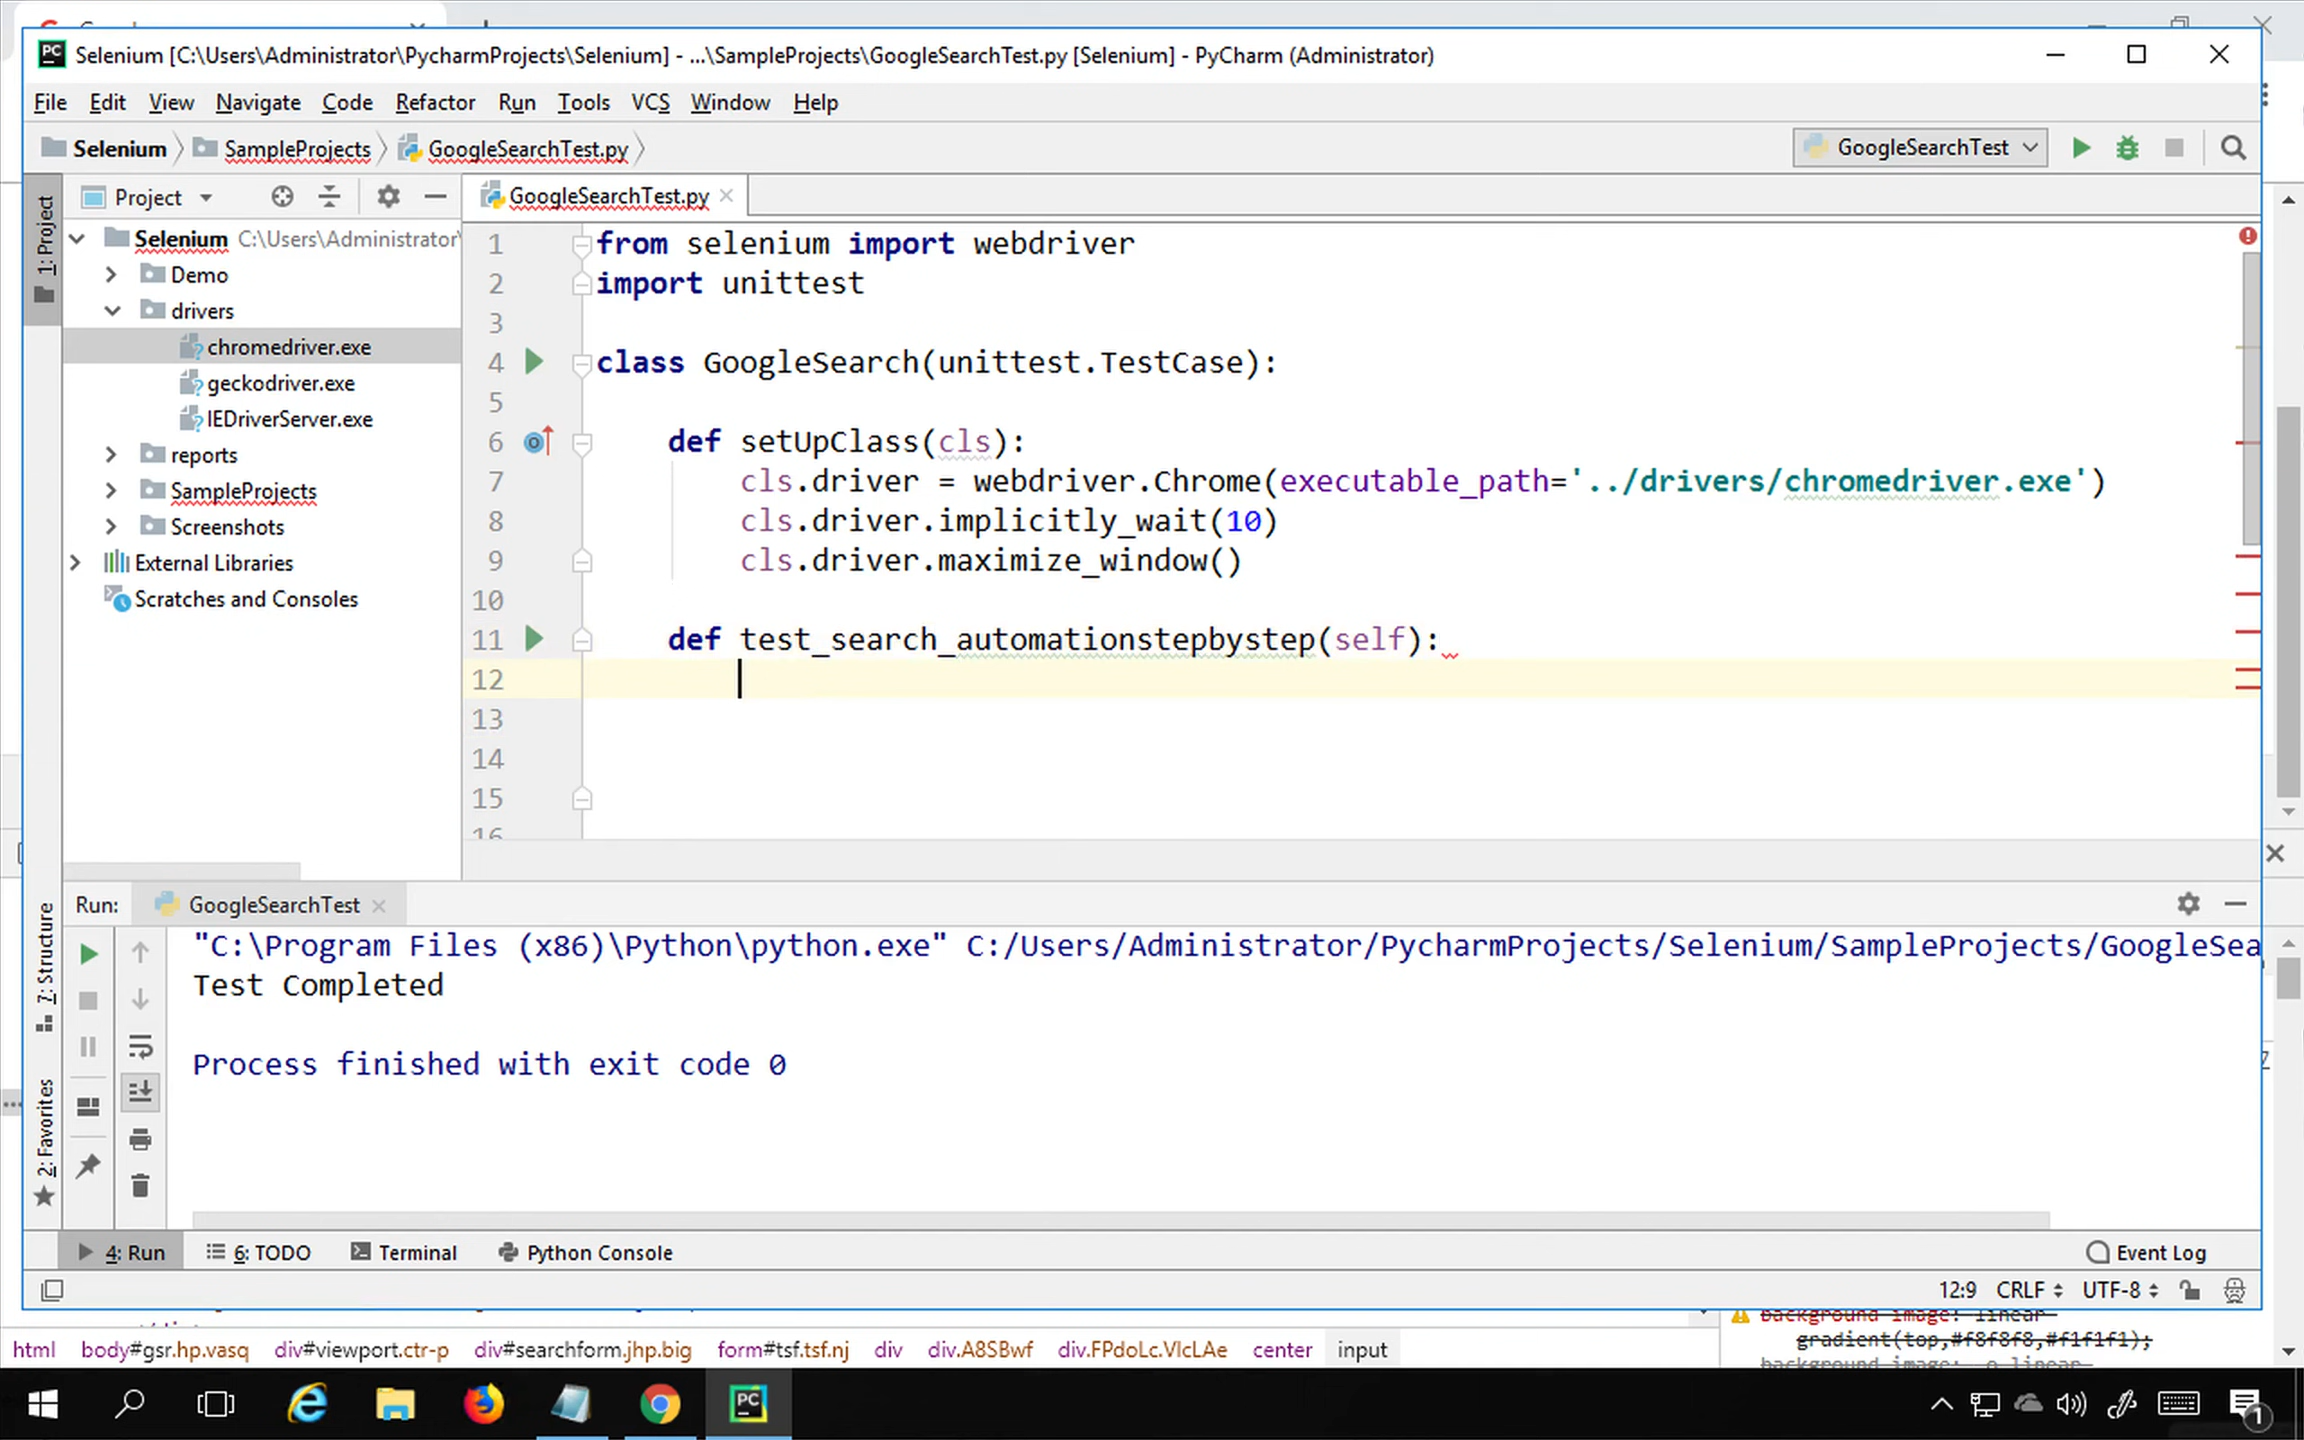 Selenium [C:\Users\Administrator\PycharmProjects\Selenium] - ...\SampleProjects\GoogleSearchTest.py [Selenium] - PyCharm (Administrator)
File Edit View Navigate Code Refactor Run Tools VCS Window Help
Selenium SampleProjects GoogleSearchTest.py GoogleSearchTest
Project GoogleSearchTest.py
1: Project
Selenium C:\Users\Administrator\
Demo
drivers
chromedriver.exe
geckodriver.exe
IEDriverServer.exe
reports
SampleProjects
Screenshots
External Libraries
Scratches and Consoles
1 from selenium import webdriver
2 import unittest
3
4 class GoogleSearch(unittest.TestCase):
5
6 def setUpClass(cls):
7 cls.driver = webdriver.Chrome(executable_path='../drivers/chromedriver.exe')
8 cls.driver.implicitly_wait(10)
9 cls.driver.maximize_window()
10
11 def test_search_automationstepbystep(self):
12
13
14
15
16
Run: GoogleSearchTest
7: Structure
2: Favorites
"C:\Program Files (x86)\Python\python.exe" C:/Users/Administrator/PycharmProjects/Selenium/SampleProjects/GoogleSea
Test Completed
Process finished with exit code 0
4: Run 6: TODO Terminal Python Console Event Log
12:9 CRLF UTF-8
background image: linear
gradient(top,#f8f8f8,#f1f1f1);
html body#gsr.hp.vasq div#viewport.ctr-p div#searchform.jhp.big form#tsf.tsf.nj div div.A8SBwf div.FPdoLc.VlcLAe center input
1